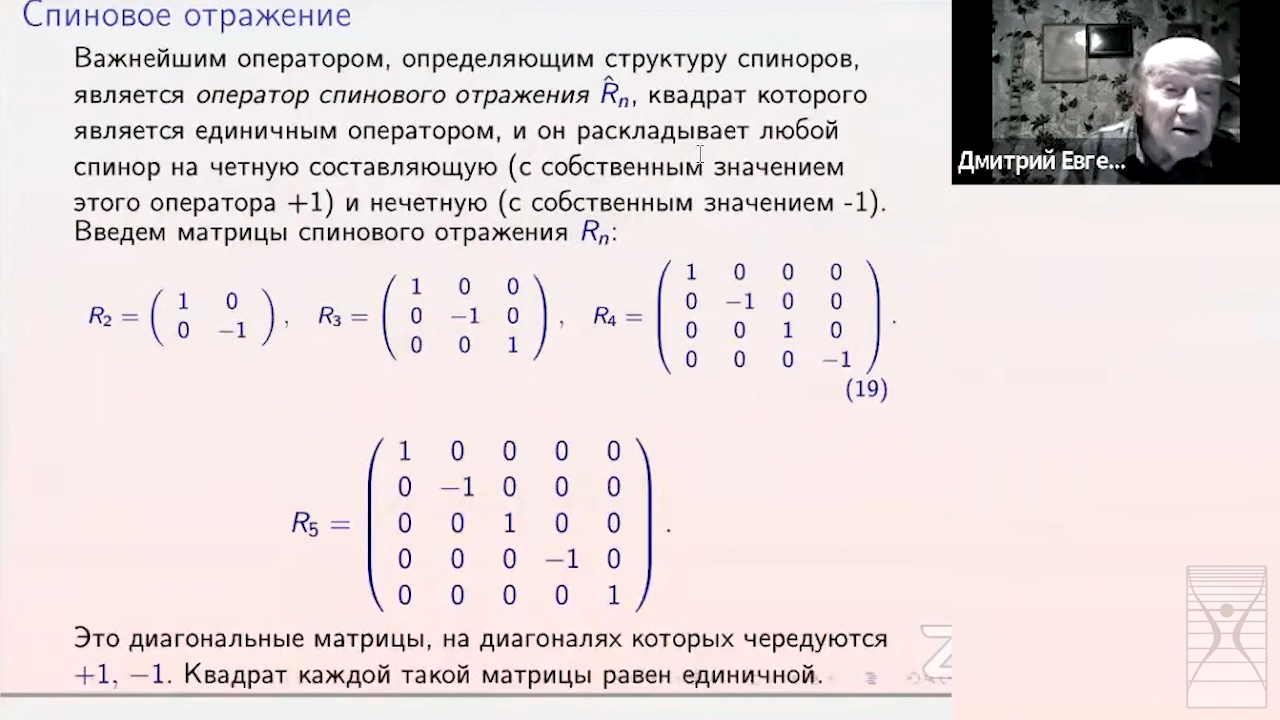 Спиновое отражение
Важнейшим оператором, определяющим структуру спиноров,
является оператор спинового отражения R̂ₙ, квадрат которого
является единичным оператором, и он раскладывает любой
спинор на четную составляющую (с собственным значением
этого оператора +1) и нечетную (с собственным значением -1).
Введем матрицы спинового отражения Rₙ:
R₂ = ( 1 0 ; 0 −1 ), R₃ = ( 1 0 0 ; 0 −1 0 ; 0 0 1 ), R₄ = ( 1 0 0 0 ; 0 −1 0 0 ; 0 0 1 0 ; 0 0 0 −1 ).
(19)
R₅ = ( 1 0 0 0 0 ; 0 −1 0 0 0 ; 0 0 1 0 0 ; 0 0 0 −1 0 ; 0 0 0 0 1 ).
Это диагональные матрицы, на диагоналях которых чередуются
+1, −1. Квадрат каждой такой матрицы равен единичной.
Дмитрий Евге...